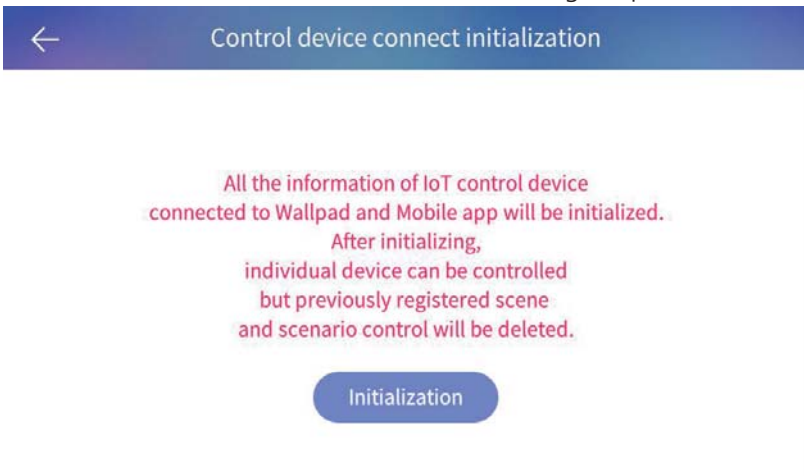 Control device connect initialization
All the information of IoT control device
connected to Wallpad and Mobile app will be initialized.
After initializing,
individual device can be controlled
but previously registered scene
and scenario control will be deleted.
Initialization